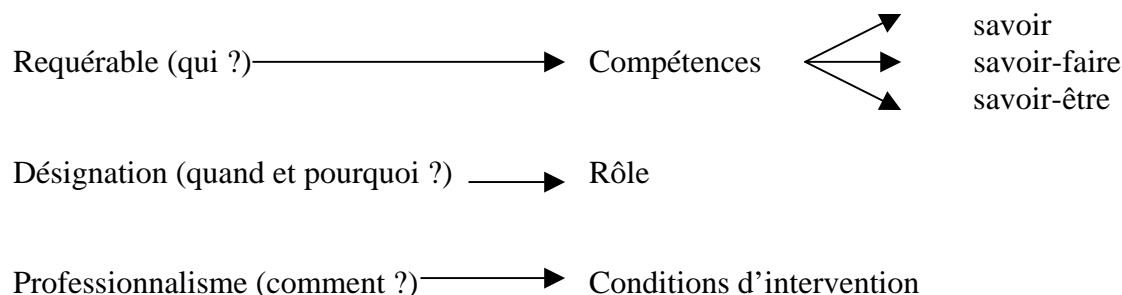 savoir
Requérable (qui ?) Compétences savoir-faire
savoir-être
Désignation (quand et pourquoi ?) Rôle
Professionnalisme (comment ?) Conditions d’intervention